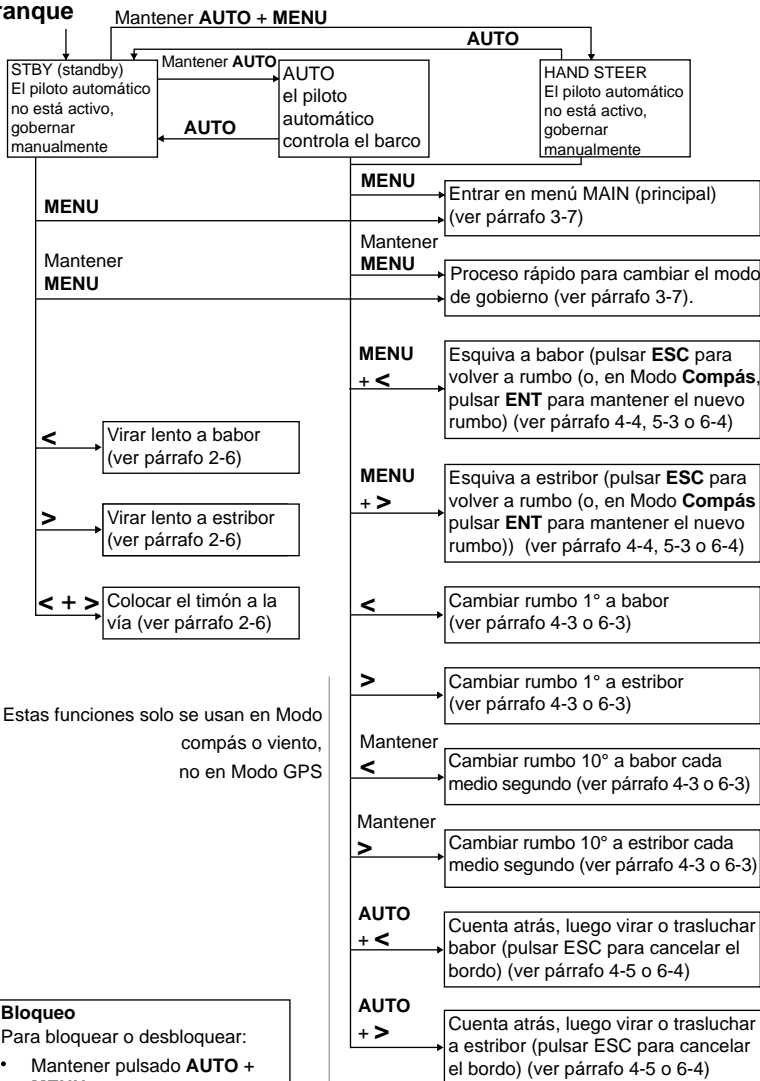 ranque
Mantener AUTO + MENU
AUTO
STBY (standby)
El piloto automático
no está activo,
gobernar
manualmente
Mantener AUTO
AUTO
AUTO
el piloto
automático
controla el barco
HAND STEER
El piloto automático
no está activo,
gobernar
manualmente
MENU
MENU
Entrar en menú MAIN (principal)
(ver párrafo 3-7)
Mantener
MENU
Mantener
MENU
Proceso rápido para cambiar el modo
de gobierno (ver párrafo 3-7).
MENU
+ <
Esquiva a babor (pulsar ESC para
volver a rumbo (o, en Modo Compás,
pulsar ENT para mantener el nuevo
rumbo) (ver párrafo 4-4, 5-3 o 6-4)
<
Virar lento a babor
(ver párrafo 2-6)
MENU
+ >
Esquiva a estribor (pulsar ESC para
volver a rumbo (o, en Modo Compás
pulsar ENT para mantener el nuevo
rumbo)) (ver párrafo 4-4, 5-3 o 6-4)
>
Virar lento a estribor
(ver párrafo 2-6)
< + >
Colocar el timón a la
vía (ver párrafo 2-6)
<
Cambiar rumbo 1° a babor
(ver párrafo 4-3 o 6-3)
>
Cambiar rumbo 1° a estribor
(ver párrafo 4-3 o 6-3)
Estas funciones solo se usan en Modo
compás o viento,
no en Modo GPS
Mantener
<
Cambiar rumbo 10° a babor cada
medio segundo (ver párrafo 4-3 o 6-3)
Mantener
>
Cambiar rumbo 10° a estribor cada
medio segundo (ver párrafo 4-3 o 6-3)
AUTO
+ <
Cuenta atrás, luego virar o trasluchar
babor (pulsar ESC para cancelar el
bordo) (ver párrafo 4-5 o 6-4)
AUTO
+ >
Cuenta atrás, luego virar o trasluchar
a estribor (pulsar ESC para cancelar
el bordo) (ver párrafo 4-5 o 6-4)
Bloqueo
Para bloquear o desbloquear:
• Mantener pulsado AUTO +